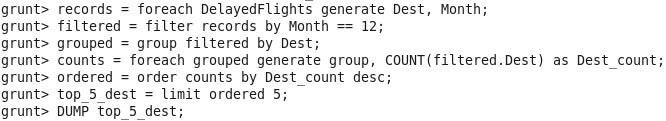 grunt> records = foreach DelayedFlights generate Dest, Month;
grunt> filtered = filter records by Month == 12;
grunt> grouped = group filtered by Dest;
grunt> counts = foreach grouped generate group, COUNT(filtered.Dest) as Dest_count;
grunt> ordered = order counts by Dest_count desc;
grunt> top_5_dest = limit ordered 5;
grunt> DUMP top_5_dest;